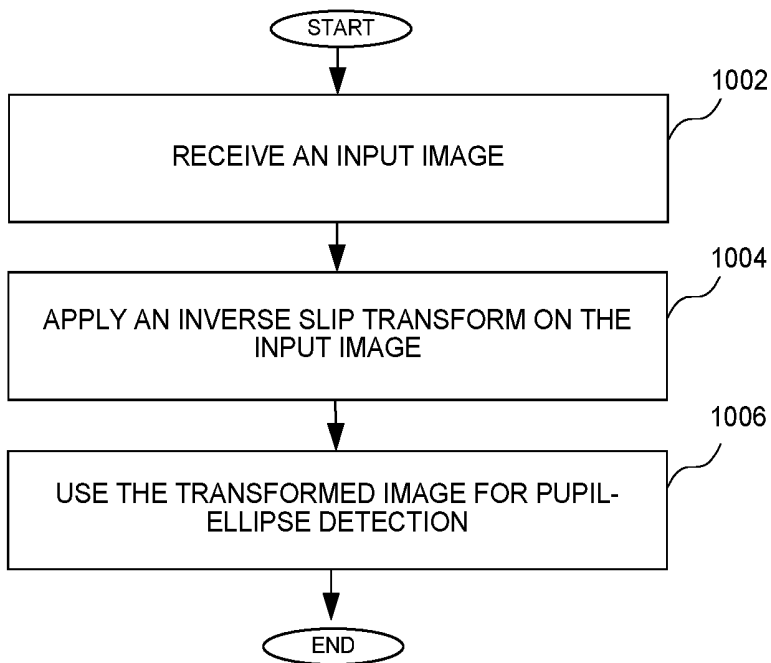 START
1002
RECEIVE AN INPUT IMAGE
1004
APPLY AN INVERSE SLIP TRANSFORM ON THE
INPUT IMAGE
1006
USE THE TRANSFORMED IMAGE FOR PUPIL-
ELLIPSE DETECTION
END